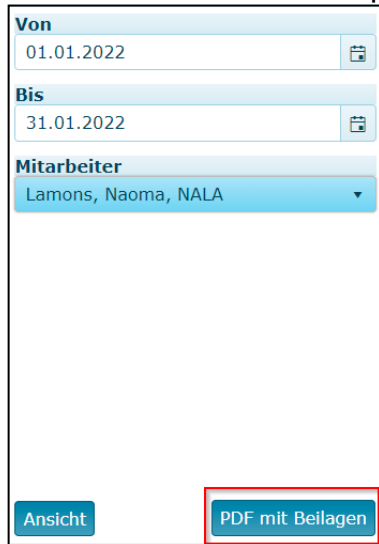 Von
01.01.2022
Bis
31.01.2022
Mitarbeiter
Lamons, Naoma, NALA
Ansicht PDF mit Beilagen